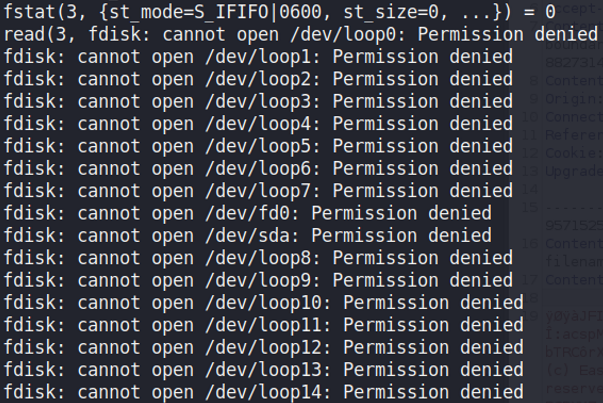 fstat(3, {st_mode=S_IFIFO|0600, st_size=0, ...}) = 0
read(3, fdisk: cannot open /dev/loop0: Permission denied
fdisk: cannot open /dev/loop1: Permission denied
fdisk: cannot open /dev/loop2: Permission denied
fdisk: cannot open /dev/loop3: Permission denied
fdisk: cannot open /dev/loop4: Permission denied
fdisk: cannot open /dev/loop5: Permission denied
fdisk: cannot open /dev/loop6: Permission denied
fdisk: cannot open /dev/loop7: Permission denied
fdisk: cannot open /dev/fd0: Permission denied
fdisk: cannot open /dev/sda: Permission denied
fdisk: cannot open /dev/loop8: Permission denied
fdisk: cannot open /dev/loop9: Permission denied
fdisk: cannot open /dev/loop10: Permission denied
fdisk: cannot open /dev/loop11: Permission denied
fdisk: cannot open /dev/loop12: Permission denied
fdisk: cannot open /dev/loop13: Permission denied
fdisk: cannot open /dev/loop14: Permission denied